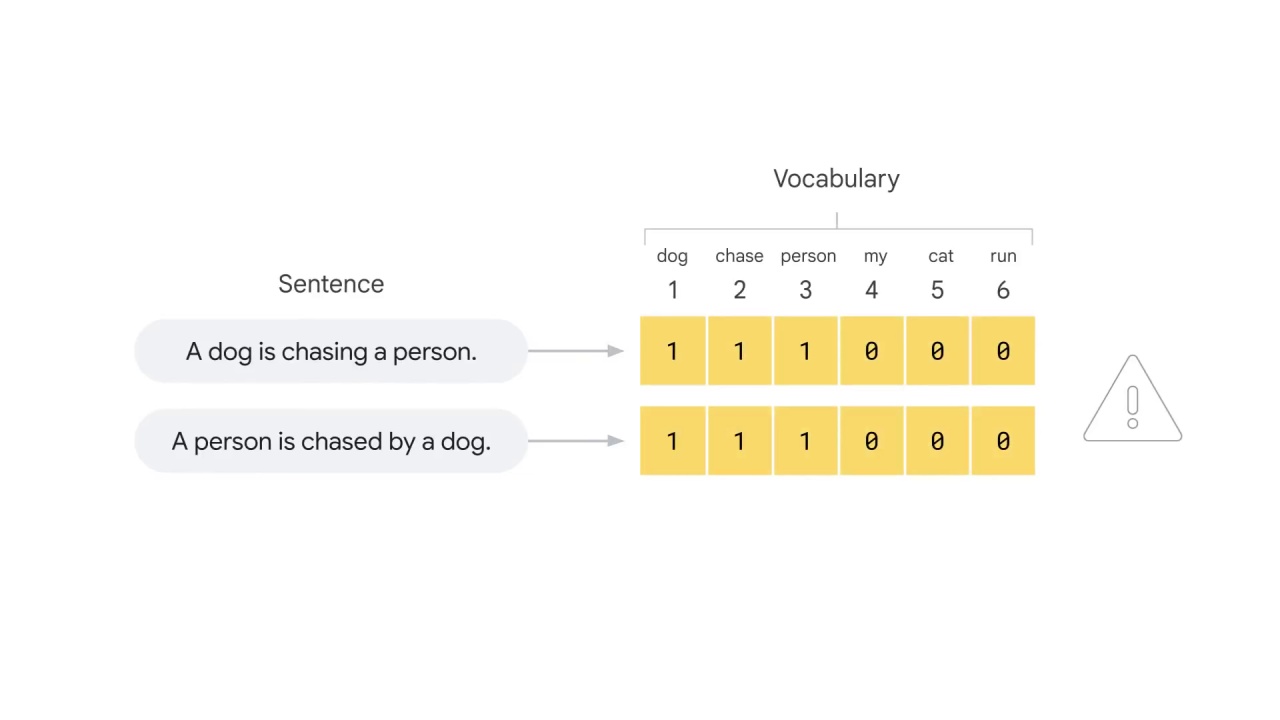 Vocabulary
dog chase person my cat run
Sentence
1 2 3 4 5 6
A dog is chasing a person. 1 1 1 0 0 0
A person is chased by a dog. 1 1 1 0 0 0